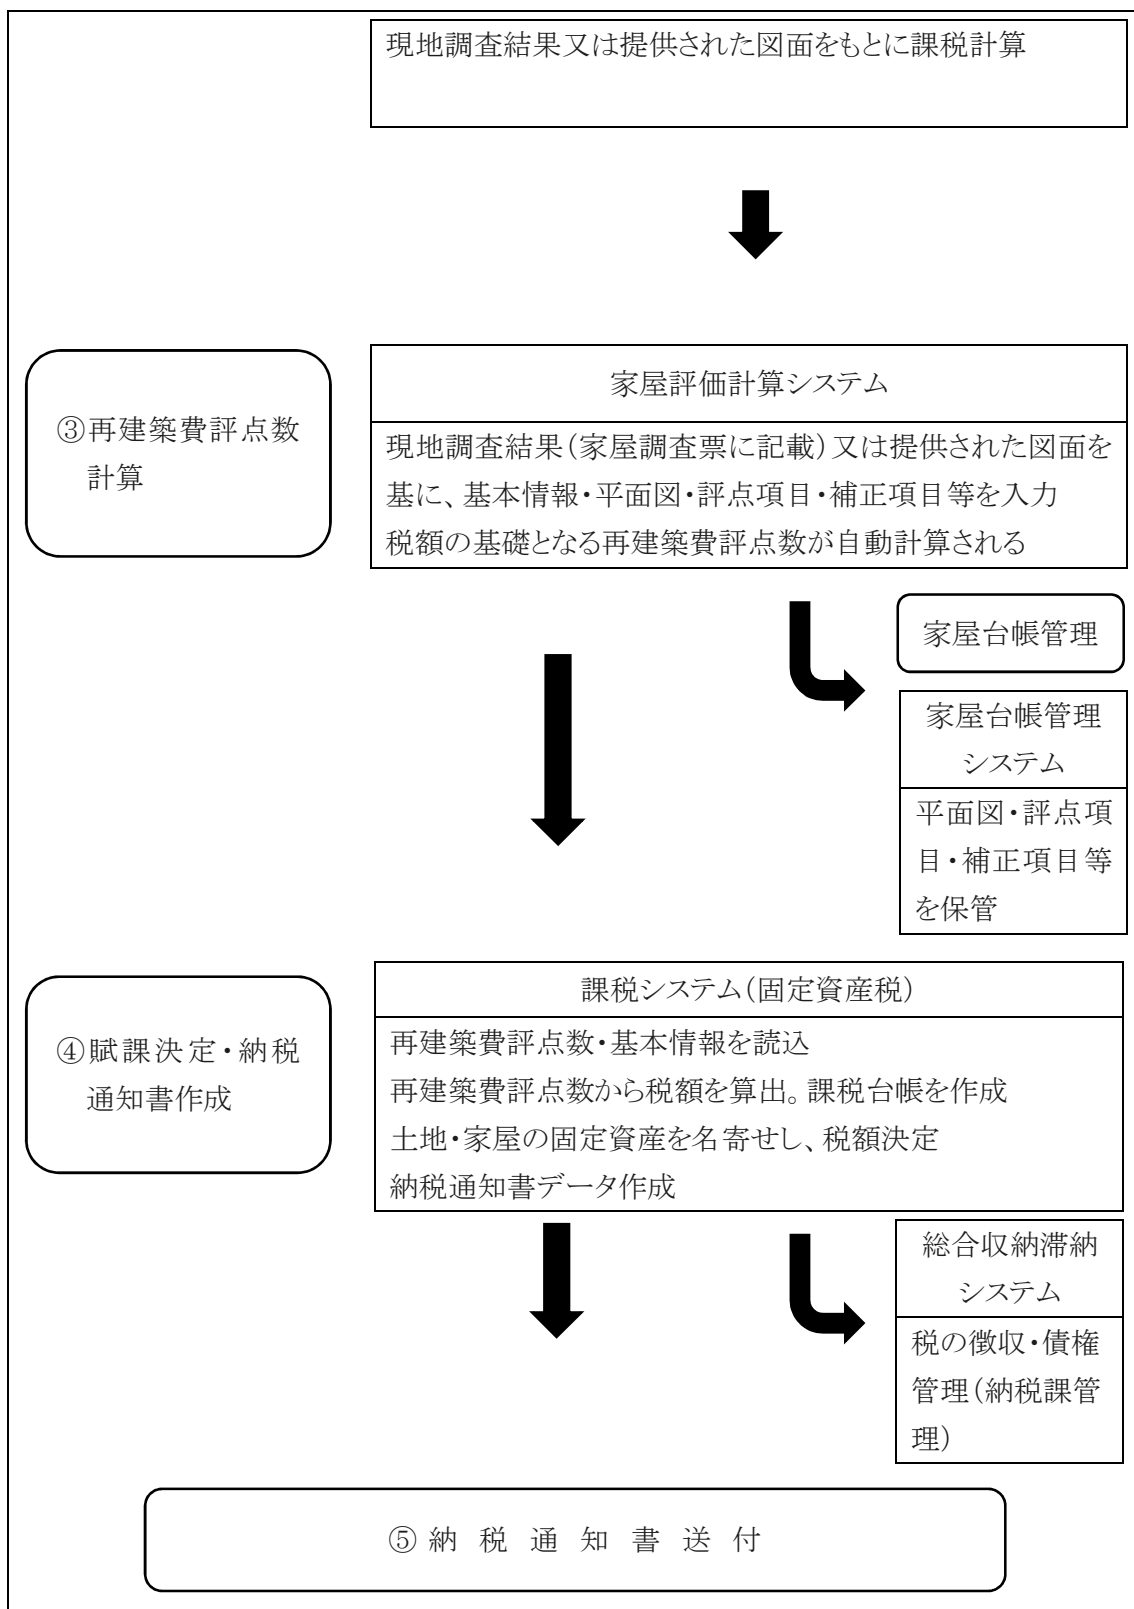 現地調査結果又は提供された図面をもとに課税計算
③再建築費評点数
計算
家屋評価計算システム
現地調査結果（家屋調査票に記載）又は提供された図面を
基に、基本情報・平面図・評点項目・補正項目等を入力
税額の基礎となる再建築費評点数が自動計算される
家屋台帳管理
家屋台帳管理
システム
平面図・評点項
目・補正項目等
を保管
④賦課決定・納税
通知書作成
課税システム（固定資産税）
再建築費評点数・基本情報を読込
再建築費評点数から税額を算出。課税台帳を作成
土地・家屋の固定資産を名寄せし、税額決定
納税通知書データ作成
総合収納滞納
システム
税の徴収・債権
管理（納税課管
理）
⑤納税通知書送付